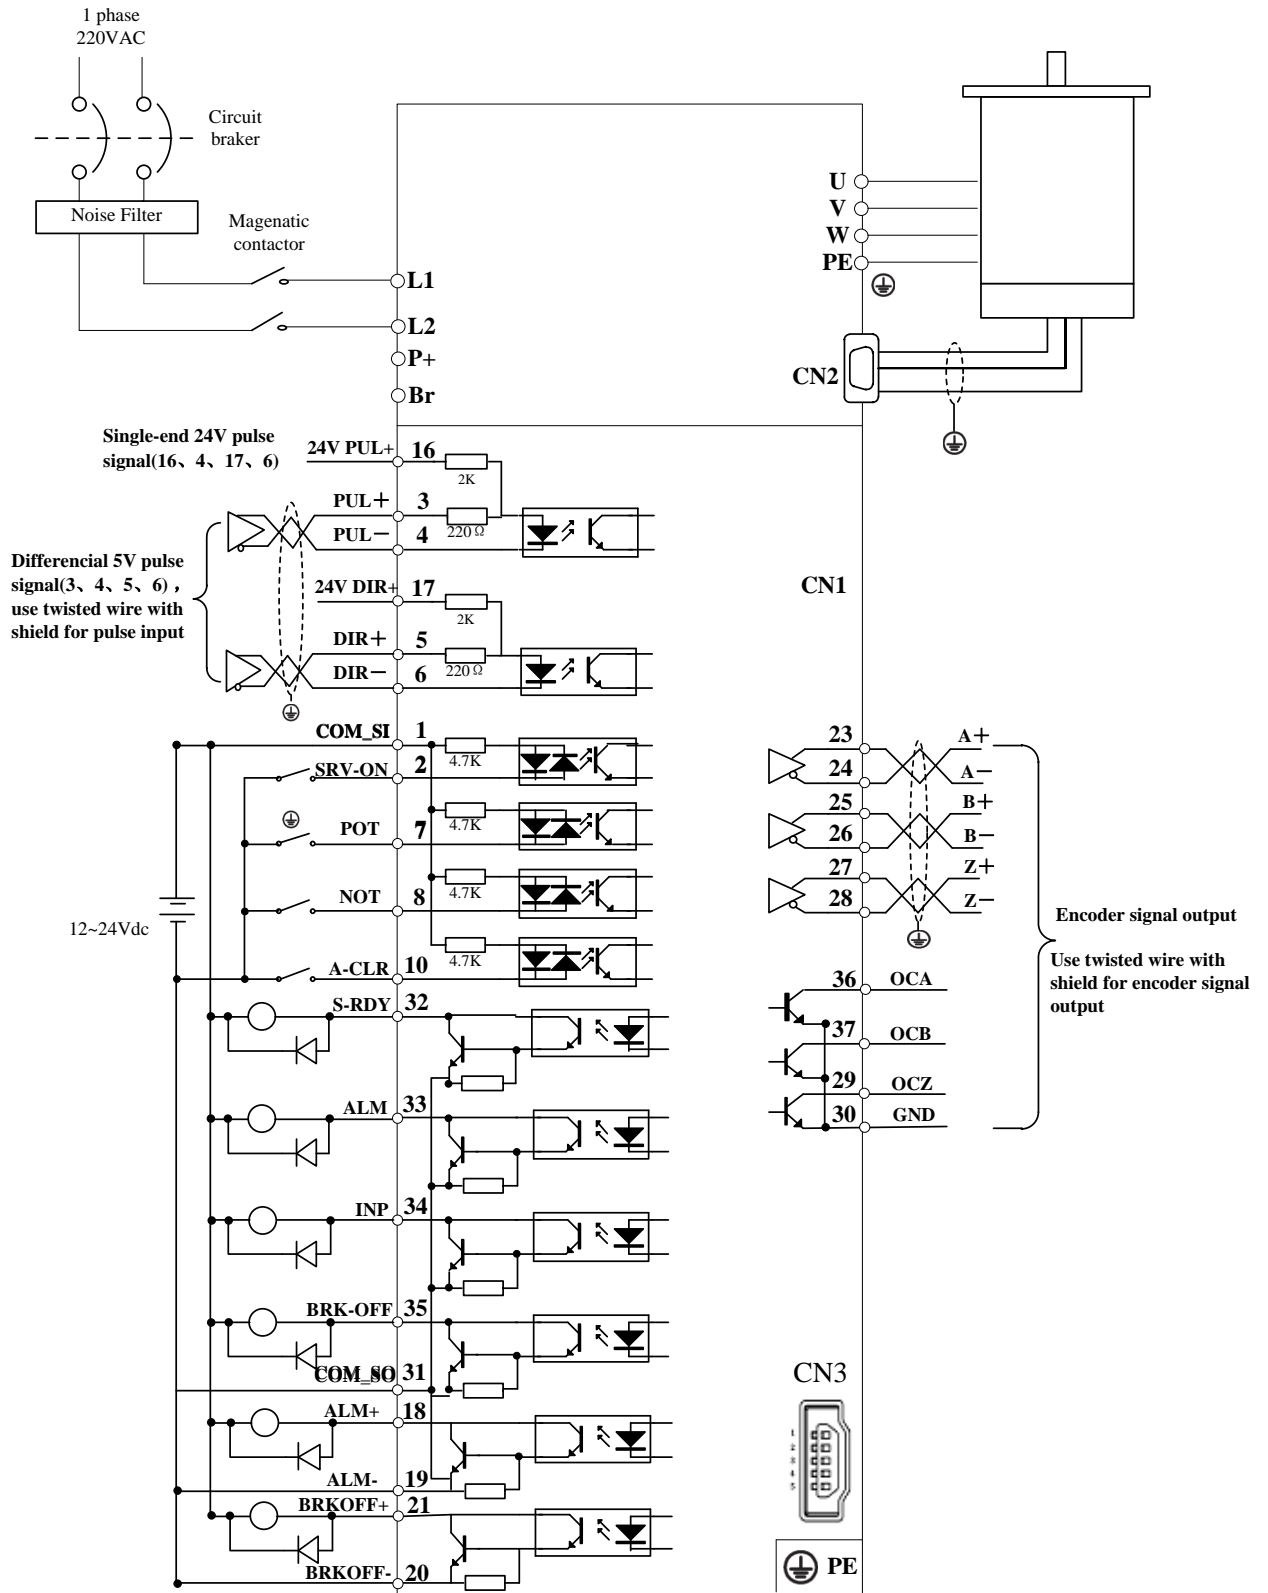 1 phase
220VAC
Circuit
braker
Noise Filter
Magenatic
contactor
L1
L2
P+
Br
U
V
W
PE
CN2
Single-end 24V pulse
signal(16、4、17、6)
24V PUL+ 16
2K
PUL+ 3
PUL− 4
220Ω
Differencial 5V pulse
signal(3、4、5、6) ,
use twisted wire with
shield for pulse input
24V DIR+ 17
2K
DIR+ 5
DIR− 6
220Ω
CN1
COM_SI 1
4.7K
SRV-ON 2
POT 7
4.7K
NOT 8
4.7K
12~24Vdc
A-CLR 10
4.7K
S-RDY 32
ALM 33
INP 34
BRK-OFF 35
COM_SO 31
ALM+ 18
ALM- 19
BRKOFF+ 21
BRKOFF- 20
23 A+
24 A−
25 B+
26 B−
27 Z+
28 Z−
Encoder signal output
Use twisted wire with
shield for encoder signal
output
36 OCA
37 OCB
29 OCZ
30 GND
CN3
1
2
3
4
5
PE